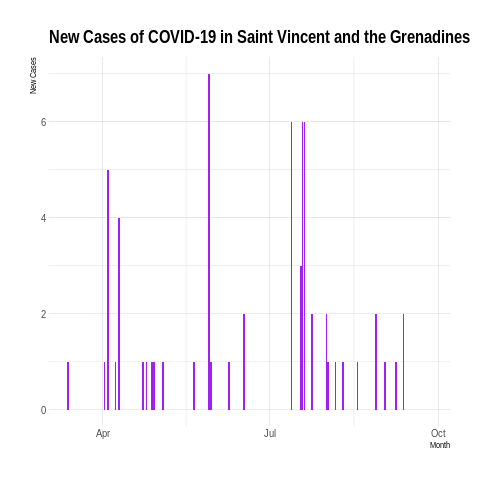 New Cases of COVID-19 in Saint Vincent and the Grenadines
New Cases
6
4
2
0
Apr
Jul
Oct
Month